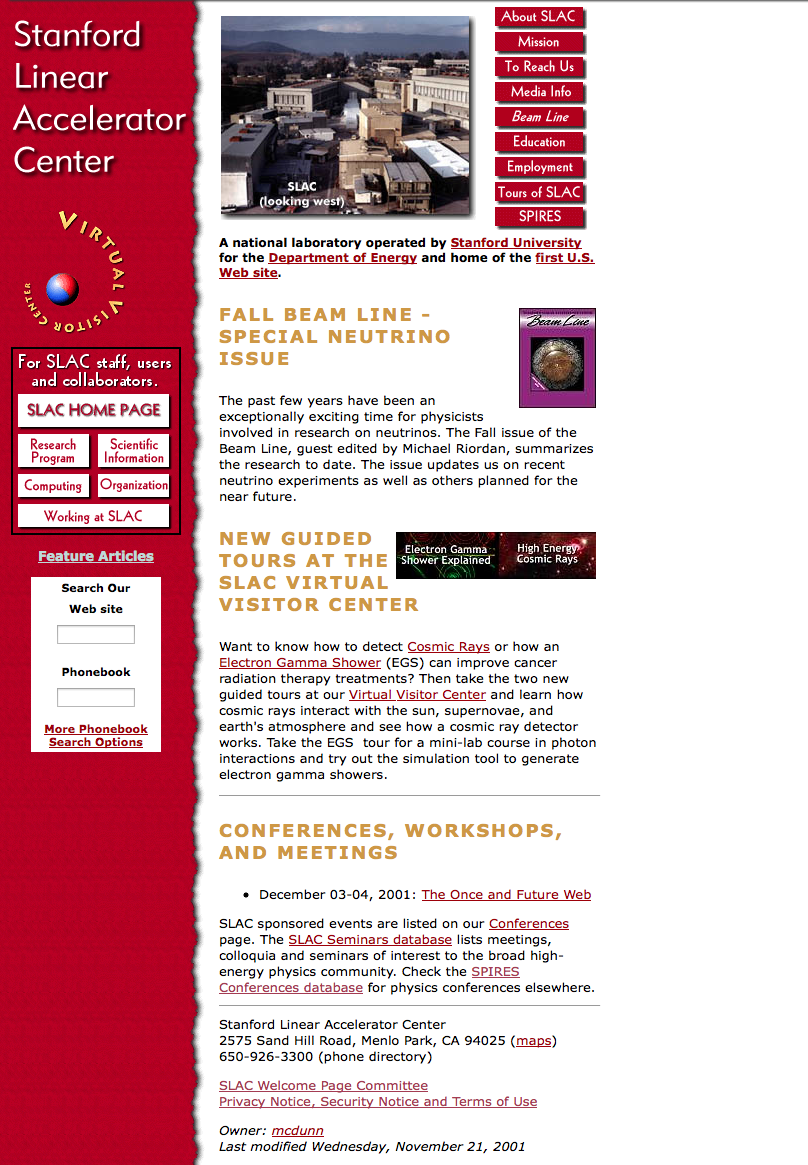 Stanford
Linear
Accelerator
Center
VIRTUAL VISITOR CENTER
For SLAC staff, users
and collaborators.
SLAC HOME PAGE
Research
Program
Scientific
Information
Computing
Organization
Working at SLAC
Feature Articles
Search Our
Web site
Phonebook
More Phonebook
Search Options
SLAC
(looking west)
About SLAC
Mission
To Reach Us
Media Info
Beam Line
Education
Employment
Tours of SLAC
SPIRES
A national laboratory operated by Stanford University
for the Department of Energy and home of the first U.S.
Web site.
FALL BEAM LINE -
SPECIAL NEUTRINO
ISSUE
Beam Line
The past few years have been an
exceptionally exciting time for physicists
involved in research on neutrinos. The Fall issue of the
Beam Line, guest edited by Michael Riordan, summarizes
the research to date. The issue updates us on recent
neutrino experiments as well as others planned for the
near future.
NEW GUIDED
TOURS AT THE
SLAC VIRTUAL
VISITOR CENTER
Electron Gamma
Shower Explained
High Energy
Cosmic Rays
Want to know how to detect Cosmic Rays or how an
Electron Gamma Shower (EGS) can improve cancer
radiation therapy treatments? Then take the two new
guided tours at our Virtual Visitor Center and learn how
cosmic rays interact with the sun, supernovae, and
earth's atmosphere and see how a cosmic ray detector
works. Take the EGS tour for a mini-lab course in photon
interactions and try out the simulation tool to generate
electron gamma showers.
CONFERENCES, WORKSHOPS,
AND MEETINGS
• December 03-04, 2001: The Once and Future Web
SLAC sponsored events are listed on our Conferences
page. The SLAC Seminars database lists meetings,
colloquia and seminars of interest to the broad high-
energy physics community. Check the SPIRES
Conferences database for physics conferences elsewhere.
Stanford Linear Accelerator Center
2575 Sand Hill Road, Menlo Park, CA 94025 (maps)
650-926-3300 (phone directory)
SLAC Welcome Page Committee
Privacy Notice, Security Notice and Terms of Use
Owner: mcdunn
Last modified Wednesday, November 21, 2001